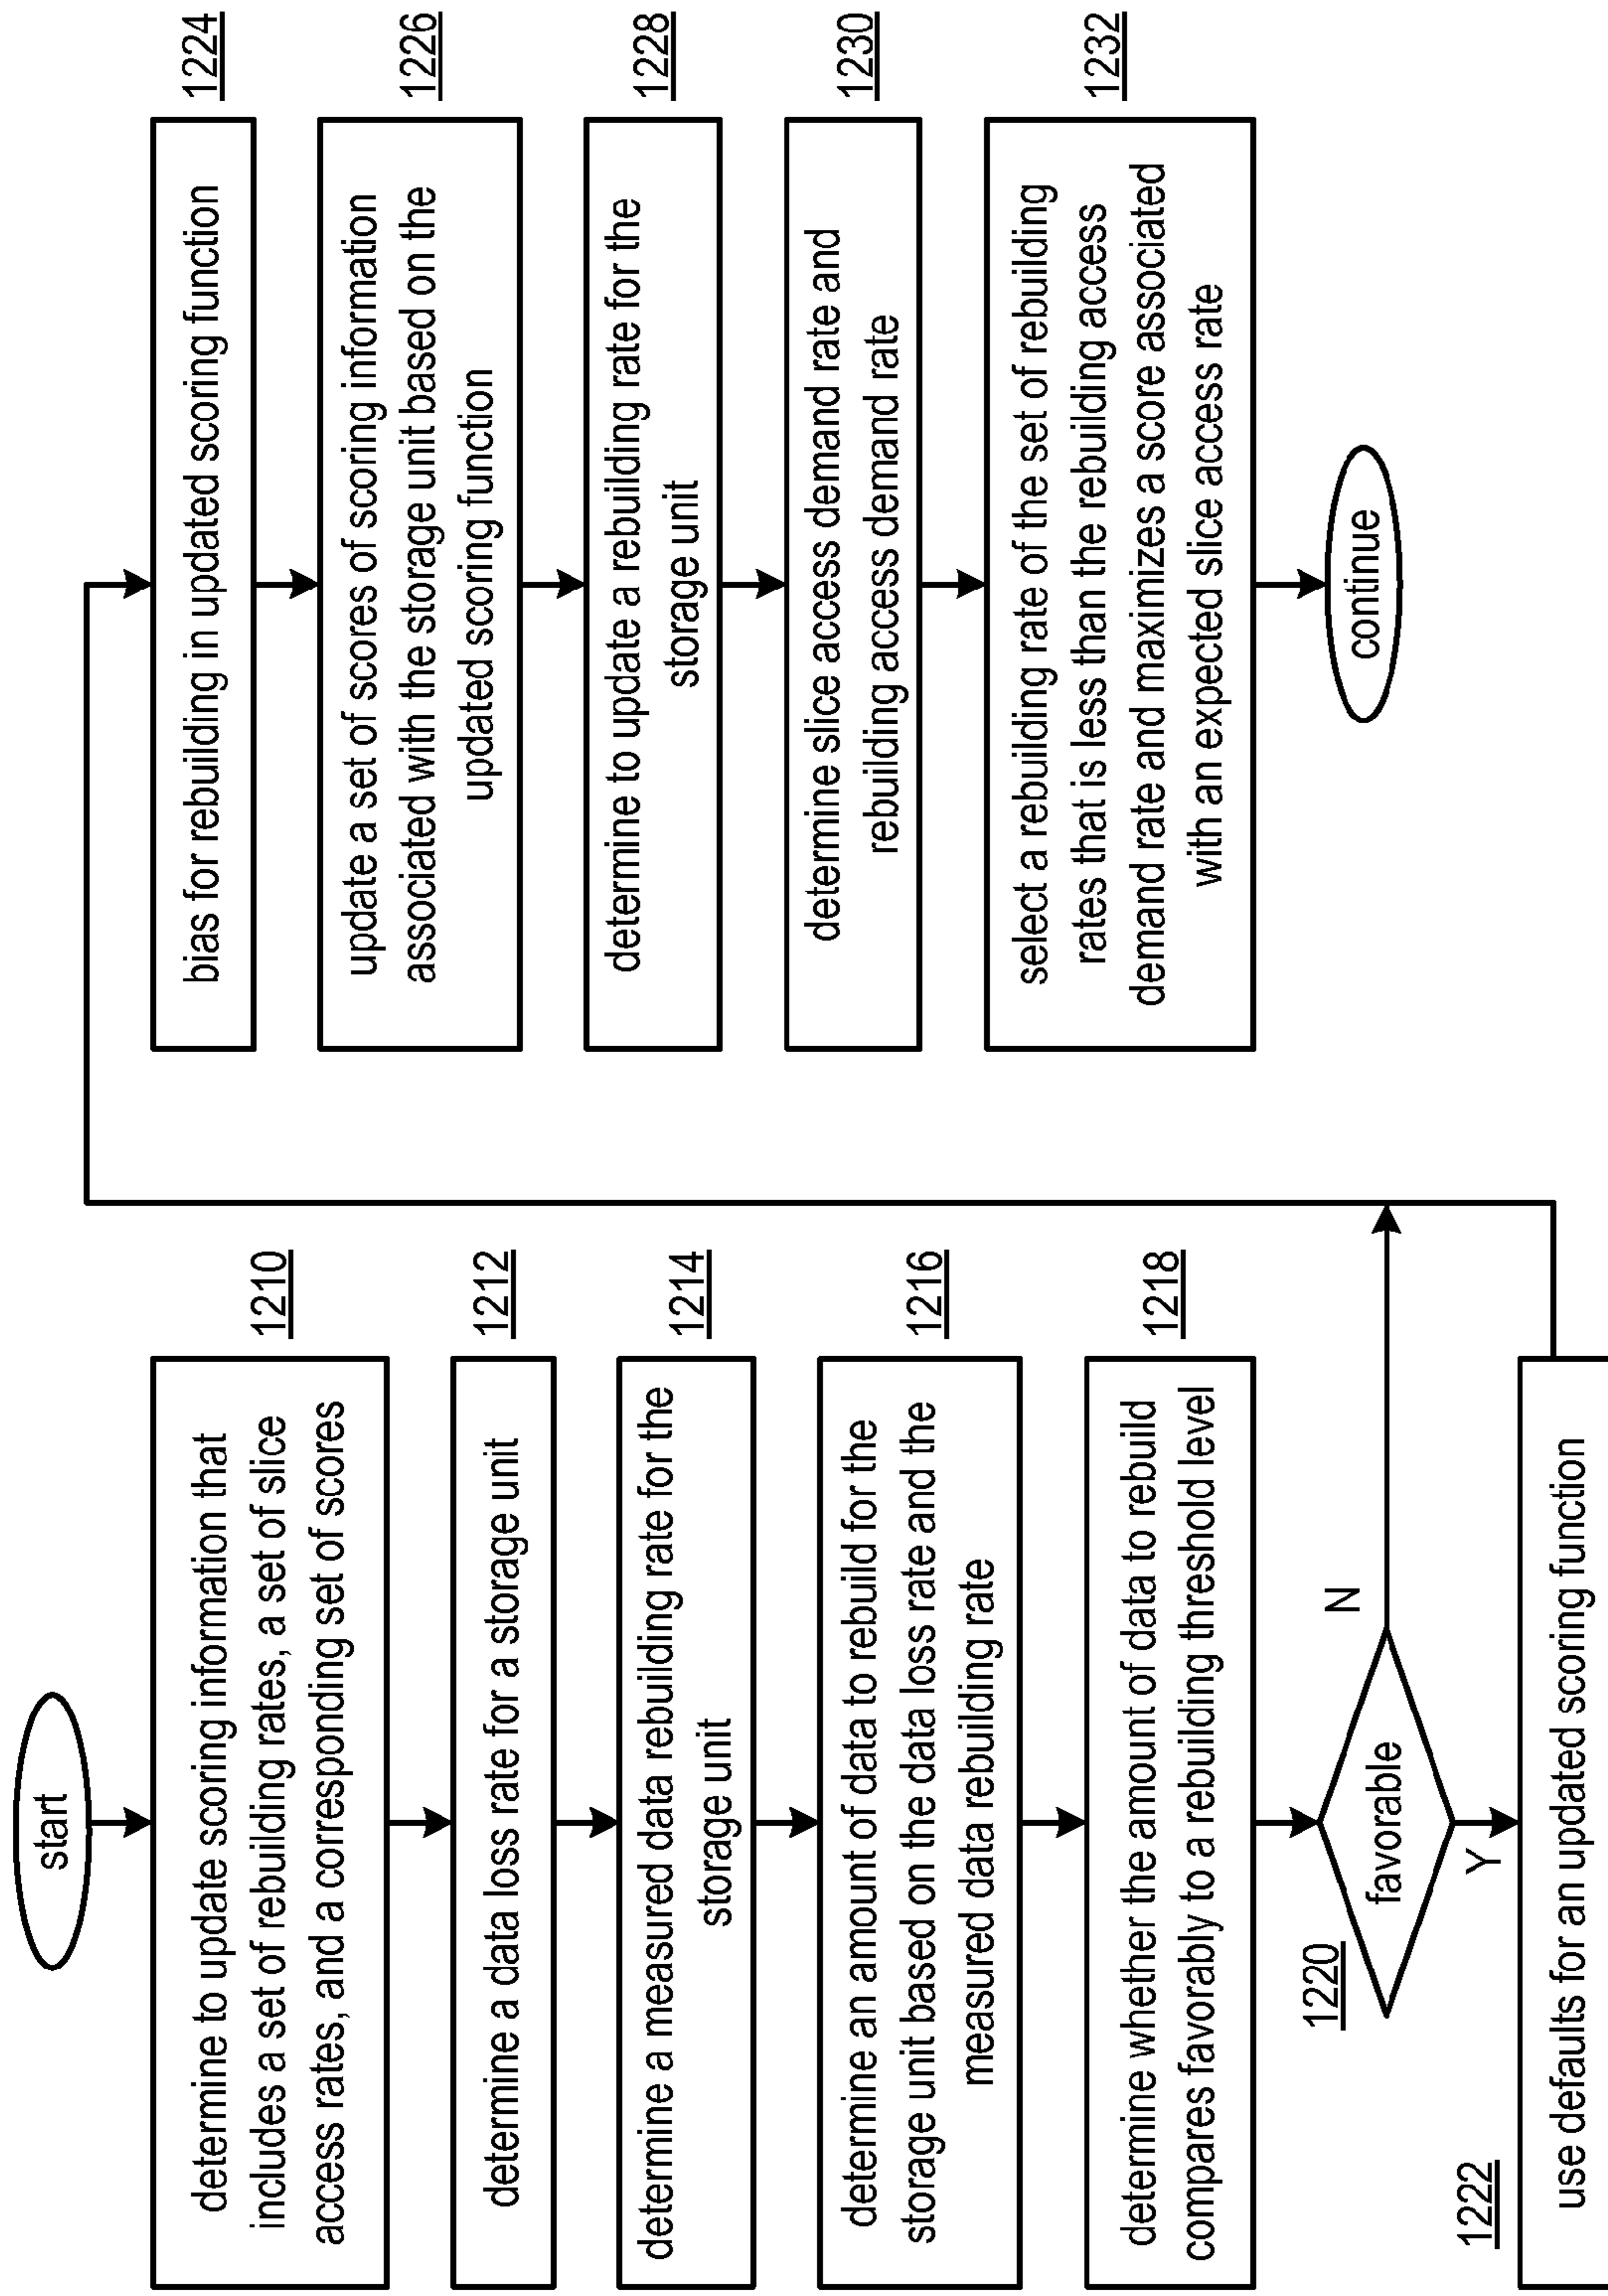 start
determine to update scoring information that
includes a set of rebuilding rates, a set of slice
access rates, and a corresponding set of scores
1210
determine a data loss rate for a storage unit
1212
determine a measured data rebuilding rate for the
storage unit
1214
determine an amount of data to rebuild for the
storage unit based on the data loss rate and the
measured data rebuilding rate
1216
determine whether the amount of data to rebuild
compares favorably to a rebuilding threshold level
1218
1220
favorable
N
Y
1222
use defaults for an updated scoring function
bias for rebuilding in updated scoring function
1224
update a set of scores of scoring information
associated with the storage unit based on the
updated scoring function
1226
determine to update a rebuilding rate for the
storage unit
1228
determine slice access demand rate and
rebuilding access demand rate
1230
select a rebuilding rate of the set of rebuilding
rates that is less than the rebuilding access
demand rate and maximizes a score associated
with an expected slice access rate
1232
continue